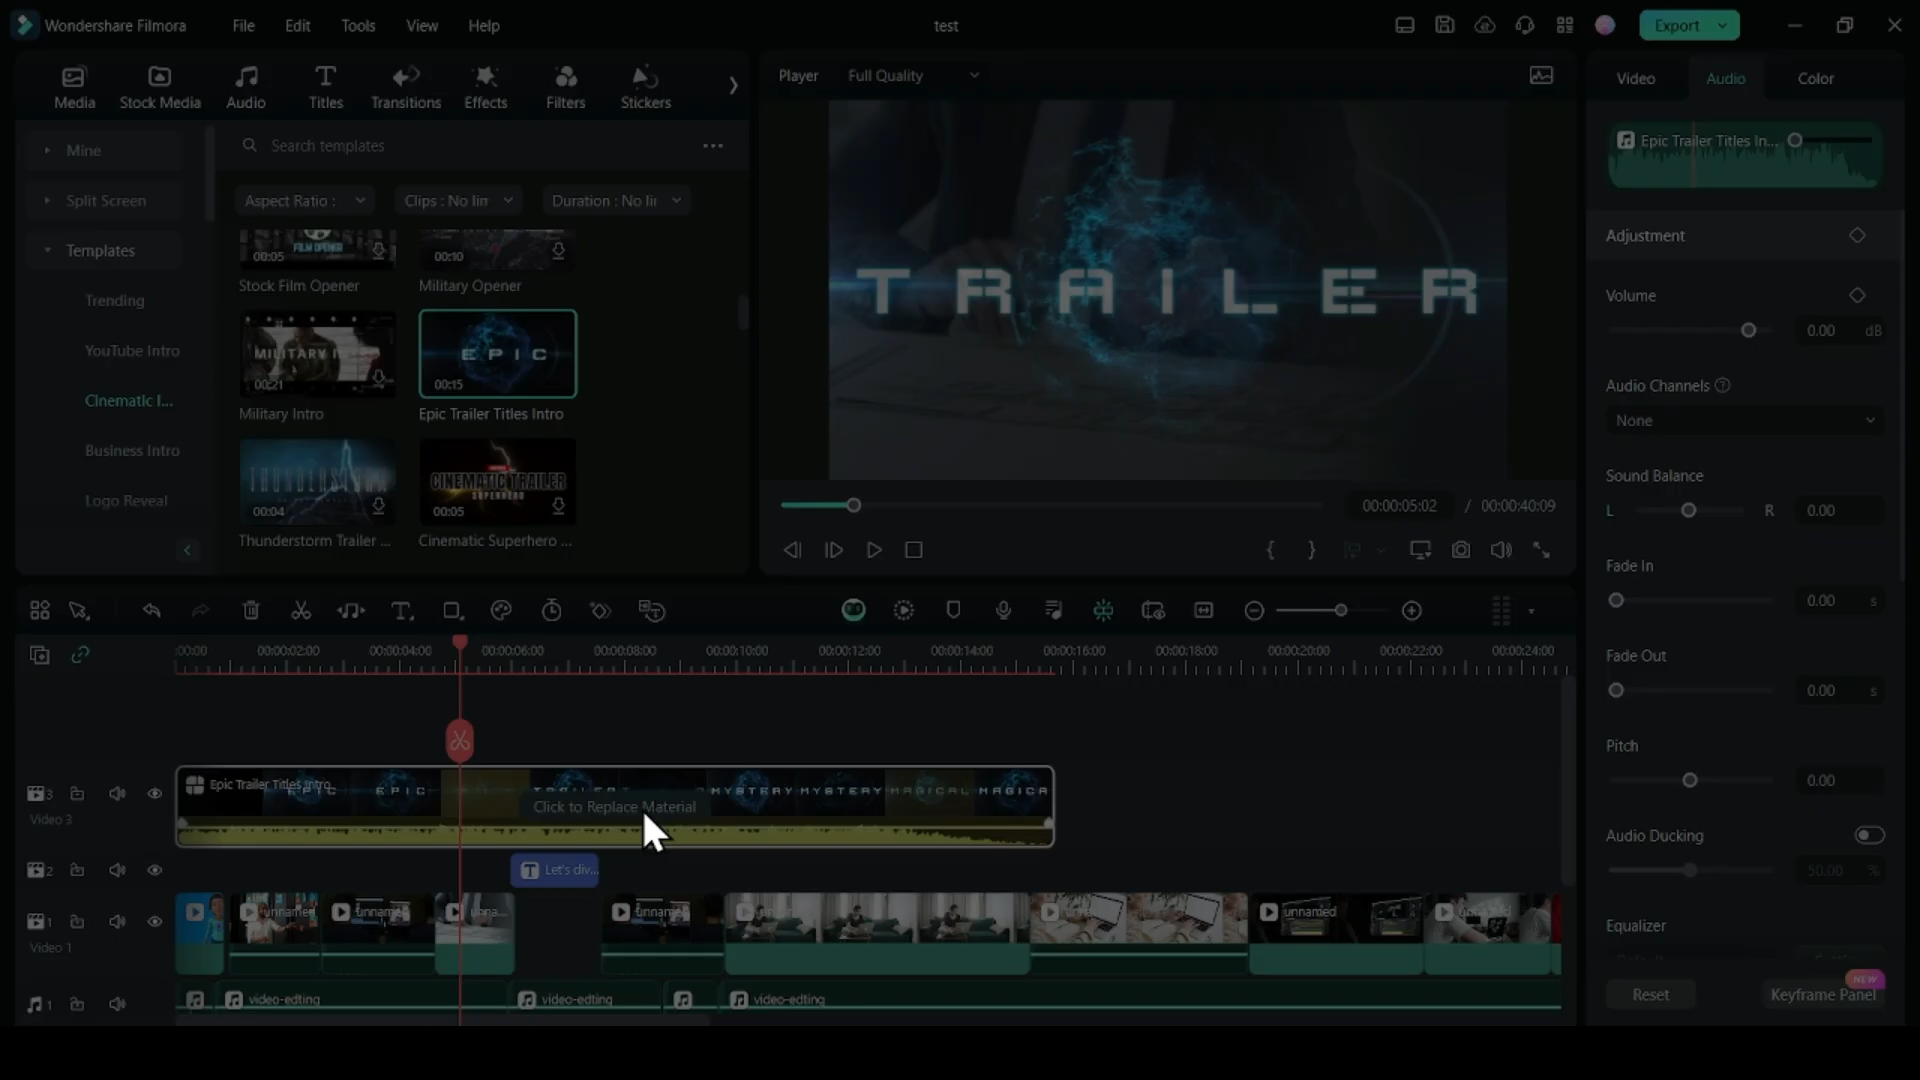 Wondershare Filmora File Edit Tools View Help test Export
Media Stock Media Audio Titles Transitions Effects Filters Stickers
Player Full Quality
Video Audio Color
Mine
Split Screen
Templates
Trending
YouTube Intro
Cinematic I...
Business Intro
Logo Reveal
Search templates
Aspect Ratio : Clips : No lim Duration : No li
FILM OPENER
00:05 00:10
Stock Film Opener Military Opener
MILITARY
00:21
EPIC
00:15
Military Intro Epic Trailer Titles Intro
00:04
CINEMATIC TRAILER
SUPERHERO
00:05
Thunderstorm Trailer ... Cinematic Superhero ...
TRAILER
00:00:05:02 / 00:00:40:09
Epic Trailer Titles In...
Adjustment
Volume
0.00 dB
Audio Channels
None
Sound Balance
L R 0.00
Fade In
0.00 s
Fade Out
0.00 s
Pitch
0.00
Audio Ducking
50.00 %
Equalizer
NEW
Reset Keyframe Panel
:00:00 00:00:02:00 00:00:04:00 00:00:06:00 00:00:08:00 00:00:10:00 00:00:12:00 00:00:14:00 00:00:16:00 00:00:18:00 00:00:20:00 00:00:22:00 00:00:24:00
3
Video 3
Epic Trailer Titles Intro
EPIC EPIC MYSTERY MYSTERY MAGICAL MAGICA
Click to Replace Material
2
Let's div...
1
Video 1
unnamed unnamed unna... unnamed unnamed
1
video-edting video-edting video-edting